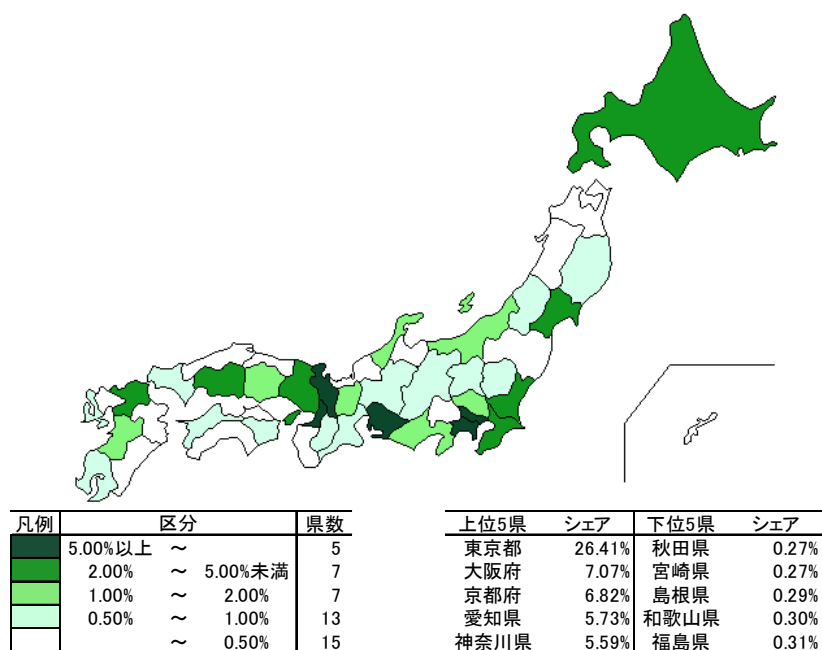 凡例 区分 県数
5.00%以上 ～ 5
2.00% ～ 5.00%未満 7
1.00% ～ 2.00% 7
0.50% ～ 1.00% 13
～ 0.50% 15
上位5県 シェア 下位5県 シェア
東京都 26.41% 秋田県 0.27%
大阪府 7.07% 宮崎県 0.27%
京都府 6.82% 島根県 0.29%
愛知県 5.73% 和歌山県 0.30%
神奈川県 5.59% 福島県 0.31%